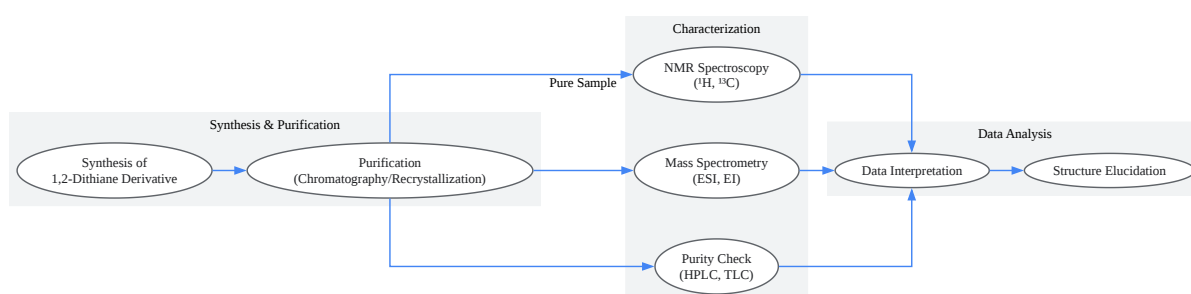 Synthesis & Purification
Synthesis of
1,2-Dithiane Derivative
Purification
(Chromatography/Recrystallization)
Pure Sample
Characterization
NMR Spectroscopy
(¹H, ¹³C)
Mass Spectrometry
(ESI, EI)
Purity Check
(HPLC, TLC)
Data Analysis
Data Interpretation
Structure Elucidation